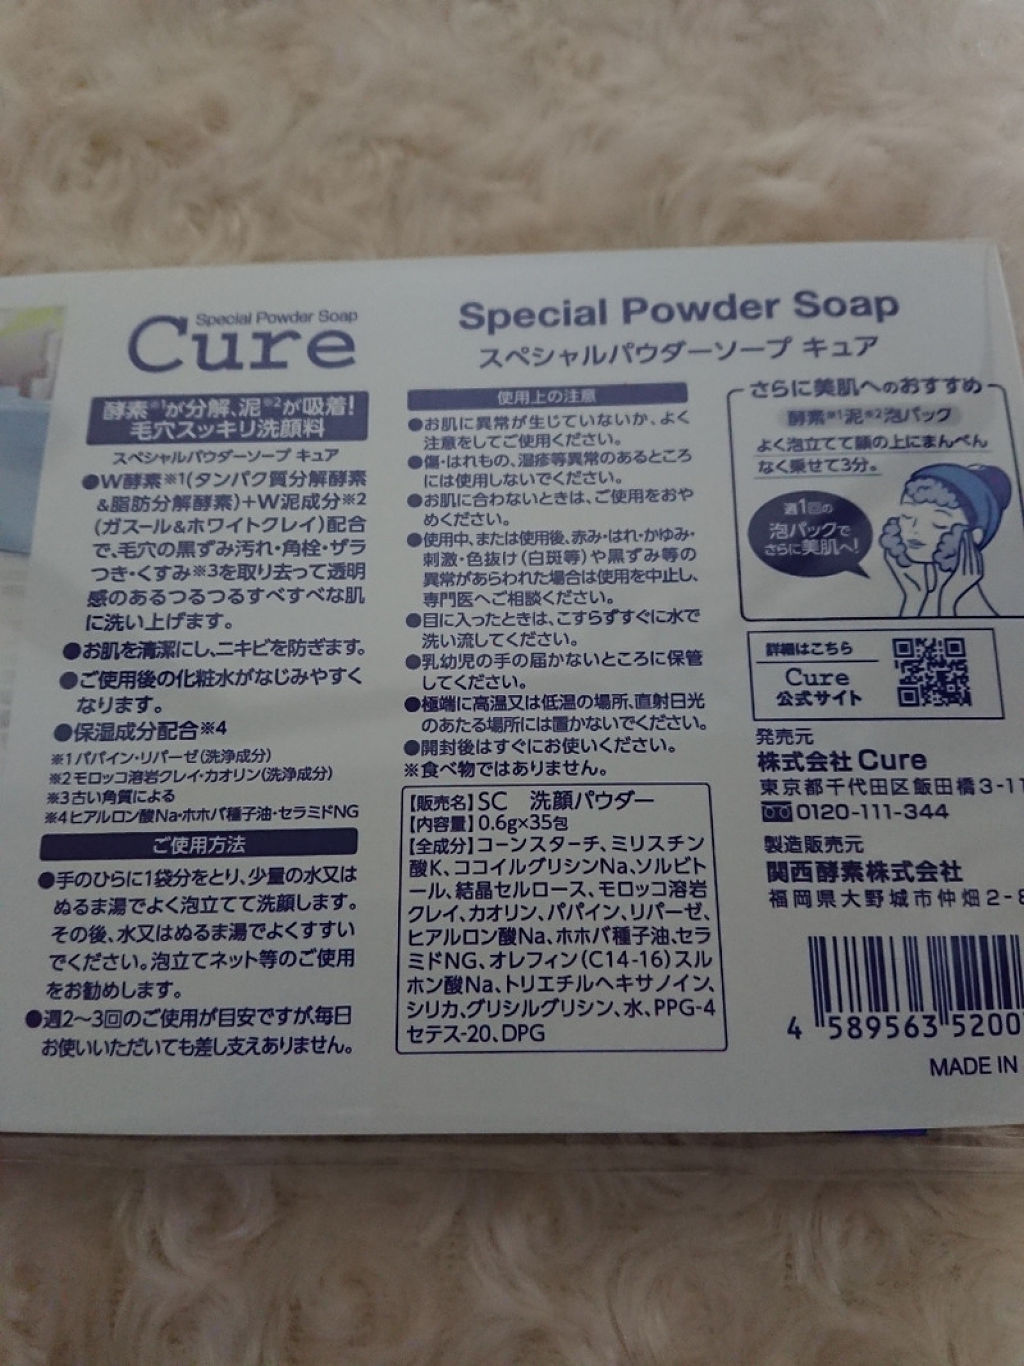 Special Powder Soap
Cure
酵素※1が分解、泥※2が吸着!
毛穴スッキリ洗顔料
スペシャルパウダーソープ キュア
●W酵素※1(タンパク質分解酵素
&脂肪分解酵素)+W泥成分※2
(ガスール&ホワイトクレイ)配合
で、毛穴の黒ずみ汚れ・角栓・ザラ
つき・くすみ※3を取り去って透明
感のあるつるつるすべすべな肌
に洗い上げます。
●お肌を清潔にし、ニキビを防ぎます。
●ご使用後の化粧水がなじみやすく
なります。
●保湿成分配合※4
※1 パパイン・リパーゼ(洗浄成分)
※2 モロッコ溶岩クレイ・カオリン(洗浄成分)
※3 古い角質による
※4 ヒアルロン酸Na・ホホバ種子油・セラミドNG
ご使用方法
●手のひらに1袋分をとり、少量の水又は
ぬるま湯でよく泡立てて洗顔します。
その後、水又はぬるま湯でよくすすい
でください。泡立てネット等のご使用
をお勧めします。
●週2〜3回のご使用が目安ですが、毎日
お使いいただいても差し支えありません。
Special Powder Soap
スペシャルパウダーソープ キュア
使用上の注意
●お肌に異常が生じていないか、よく
注意をしてご使用ください。
●傷・はれもの、湿疹等異常のあるところ
には使用しないでください。
●お肌に合わないときは、ご使用をおや
めください。
●使用中、または使用後、赤み・はれ・かゆみ・
刺激・色抜け(白斑等)や黒ずみ等の
異常があらわれた場合は使用を中止し、
専門医へご相談ください。
●目に入ったときは、こすらずすぐに水で
洗い流してください。
●乳幼児の手の届かないところに保管
してください。
●極端に高温又は低温の場所、直射日光
のあたる場所には置かないでください。
●開封後はすぐにお使いください。
※食べ物ではありません。
【販売名】SC 洗顔パウダー
【内容量】0.6g×35包
【全成分】コーンスターチ、ミリスチン
酸K、ココイルグリシンNa、ソルビト
ール、結晶セルロース、モロッコ溶岩
クレイ、カオリン、パパイン、リパーゼ、
ヒアルロン酸Na、ホホバ種子油、セラ
ミドNG、オレフィン(C14-16)スル
ホン酸Na、トリエチルヘキサノイン、
シリカ、グリシルグリシン、水、PPG-4
セテス-20、DPG
さらに美肌へのおすすめ
酵素※1泥※2泡パック
よく泡立てて顔の上にまんべん
なく乗せて3分。
週1回の
泡パックで
さらに美肌へ!
詳細はこちら
Cure
公式サイト
発売元
株式会社 Cure
東京都千代田区飯田橋3-11
0120-111-344
製造販売元
関西酵素株式会社
福岡県大野城市仲畑2-8
4 589563 5200
MADE IN